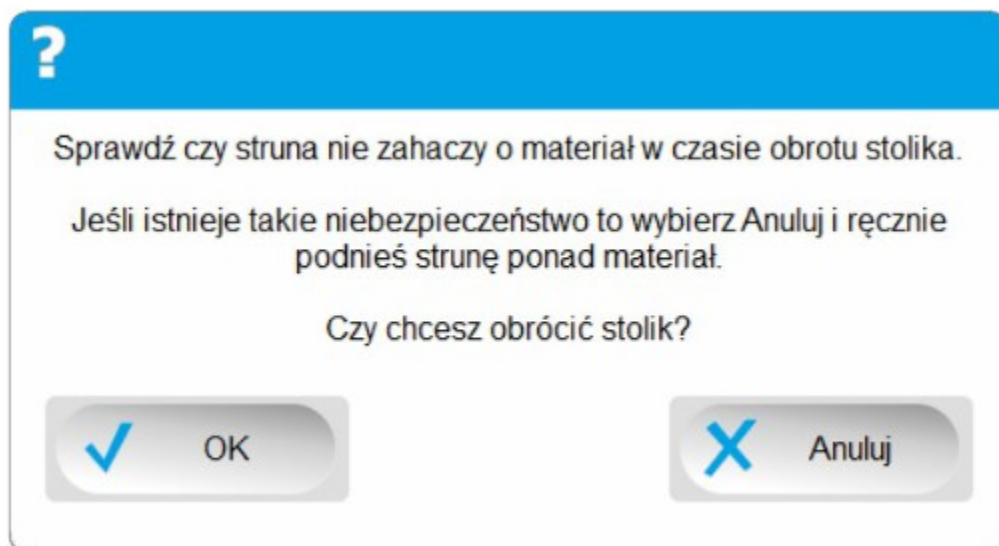 ?
Sprawdź czy struna nie zahaczy o materiał w czasie obrotu stolika.
Jeśli istnieje takie niebezpieczeństwo to wybierz Anuluj i ręcznie
podnieś strunę ponad materiał.
Czy chcesz obrócić stolik?
OK
Anuluj